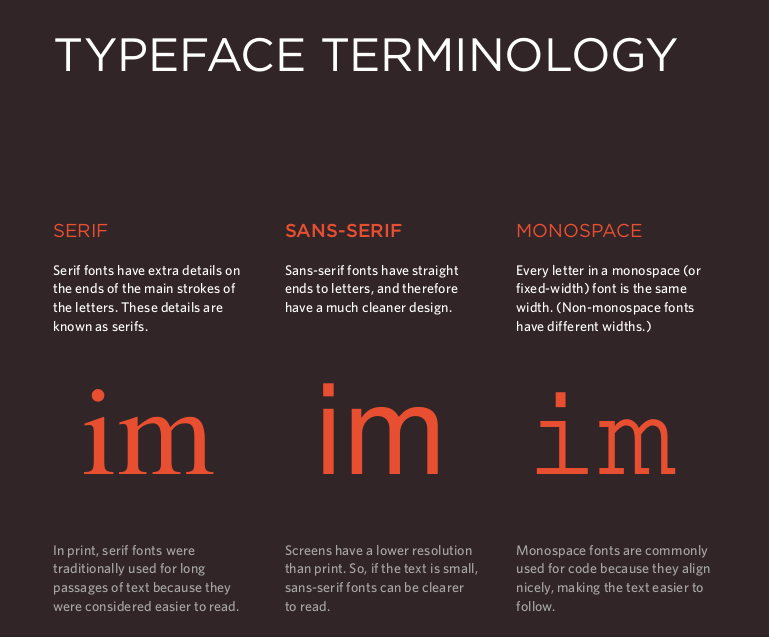 TYPEFACE TERMINOLOGY
SERIF
Serif fonts have extra details on
the ends of the main strokes of
the letters. These details are
known as serifs.
im
In print, serif fonts were
traditionally used for long
passages of text because they
were considered easier to read.
SANS-SERIF
Sans-serif fonts have straight
ends to letters, and therefore
have a much cleaner design.
im
Screens have a lower resolution
than print. So, if the text is small,
sans-serif fonts can be clearer
to read.
MONOSPACE
Every letter in a monospace (or
fixed-width) font is the same
width. (Non-monospace fonts
have different widths.)
im
Monospace fonts are commonly
used for code because they align
nicely, making the text easier to
follow.